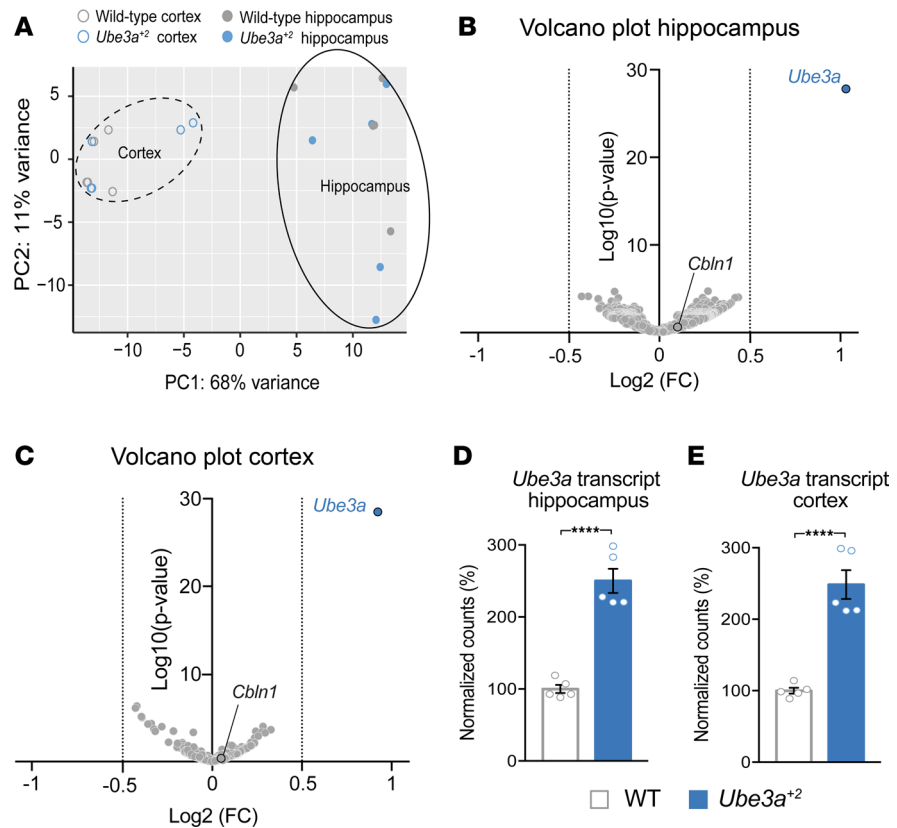 A
Wild-type cortex
Wild-type hippocampus
Ube3a+2 cortex
Ube3a+2 hippocampus
5
0
−5
−10
PC2: 11% variance
Cortex
Hippocampus
−10
−5
0
5
10
PC1: 68% variance
B
Volcano plot hippocampus
30
20
10
Log10(p-value)
Ube3a
Cbln1
-1
-0.5
0
0.5
1
Log2 (FC)
C
Volcano plot cortex
30
20
10
Log10(p-value)
Ube3a
Cbln1
-1
-0.5
0
0.5
1
Log2 (FC)
D
Ube3a transcript
hippocampus
****
300
200
100
0
Normalized counts (%)
E
Ube3a transcript
cortex
****
300
200
100
0
Normalized counts (%)
WT
Ube3a+2